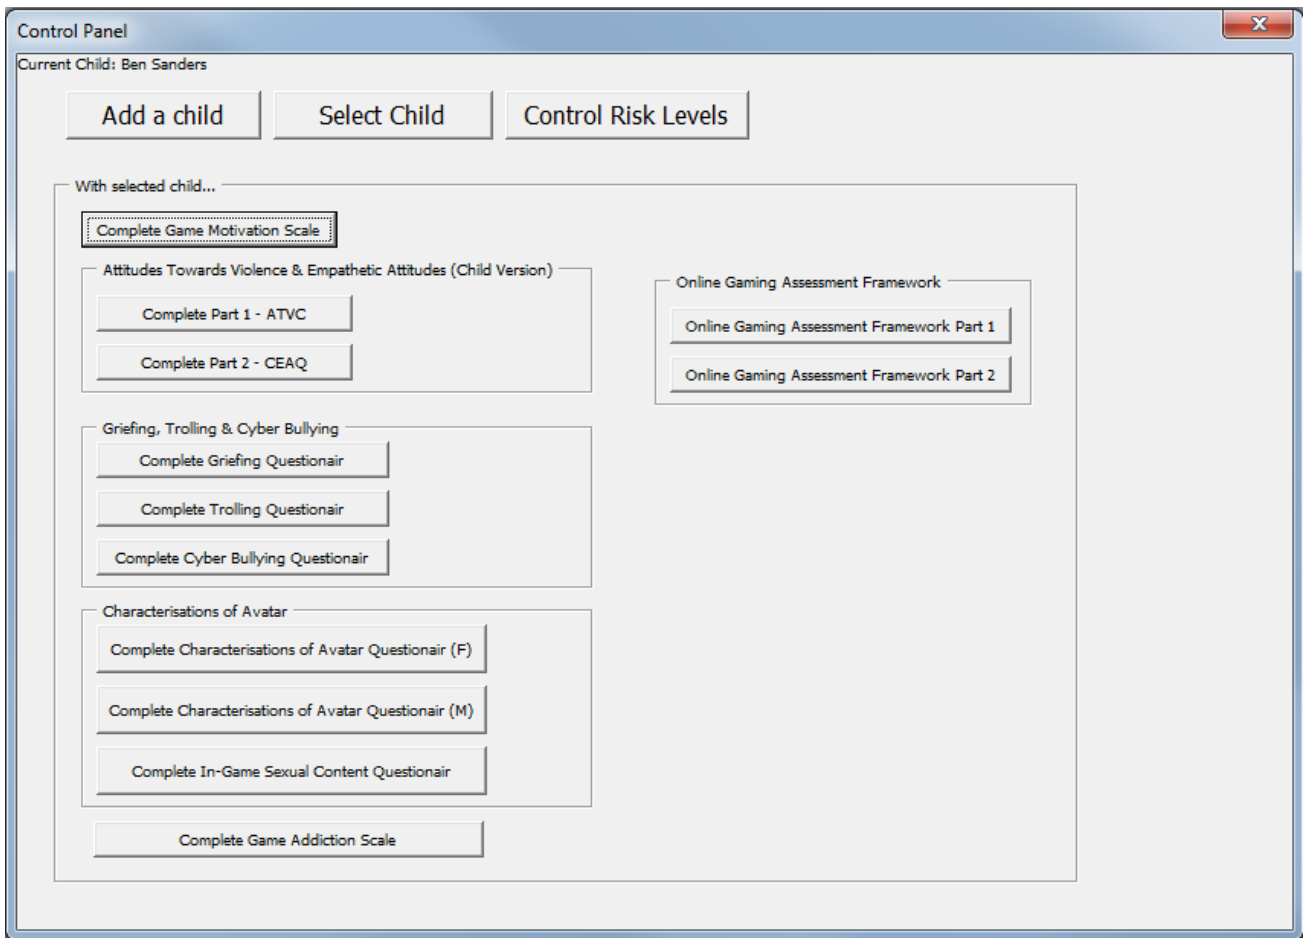 Control Panel
Current Child: Ben Sanders
Add a child
Select Child
Control Risk Levels
With selected child...
Complete Game Motivation Scale
Attitudes Towards Violence & Empathetic Attitudes (Child Version)
Complete Part 1 - ATVC
Complete Part 2 - CEAQ
Online Gaming Assessment Framework
Online Gaming Assessment Framework Part 1
Online Gaming Assessment Framework Part 2
Griefing, Trolling & Cyber Bullying
Complete Griefing Questionair
Complete Trolling Questionair
Complete Cyber Bullying Questionair
Characterisations of Avatar
Complete Characterisations of Avatar Questionair (F)
Complete Characterisations of Avatar Questionair (M)
Complete In-Game Sexual Content Questionair
Complete Game Addiction Scale